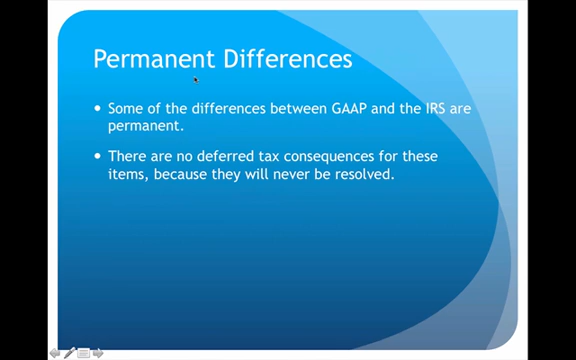 Permanent Differences
• Some of the differences between GAAP and the IRS are
permanent.
• There are no deferred tax consequences for these
items, because they will never be resolved.